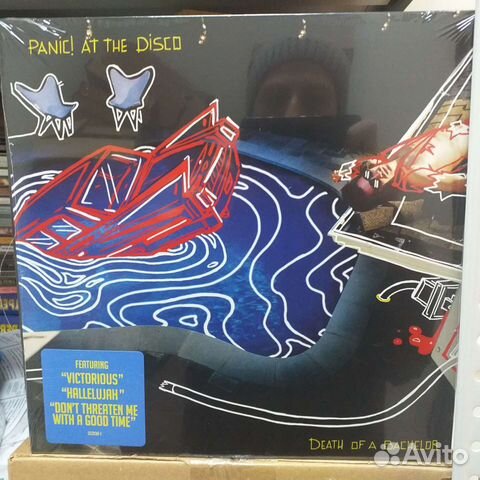 PANIC! AT THE DISCO
FEATURING
"VICTORIOUS"
"HALLELUJAH"
"DON'T THREATEN ME
WITH A GOOD TIME"
DEATH OF A BACHELOR
Avito